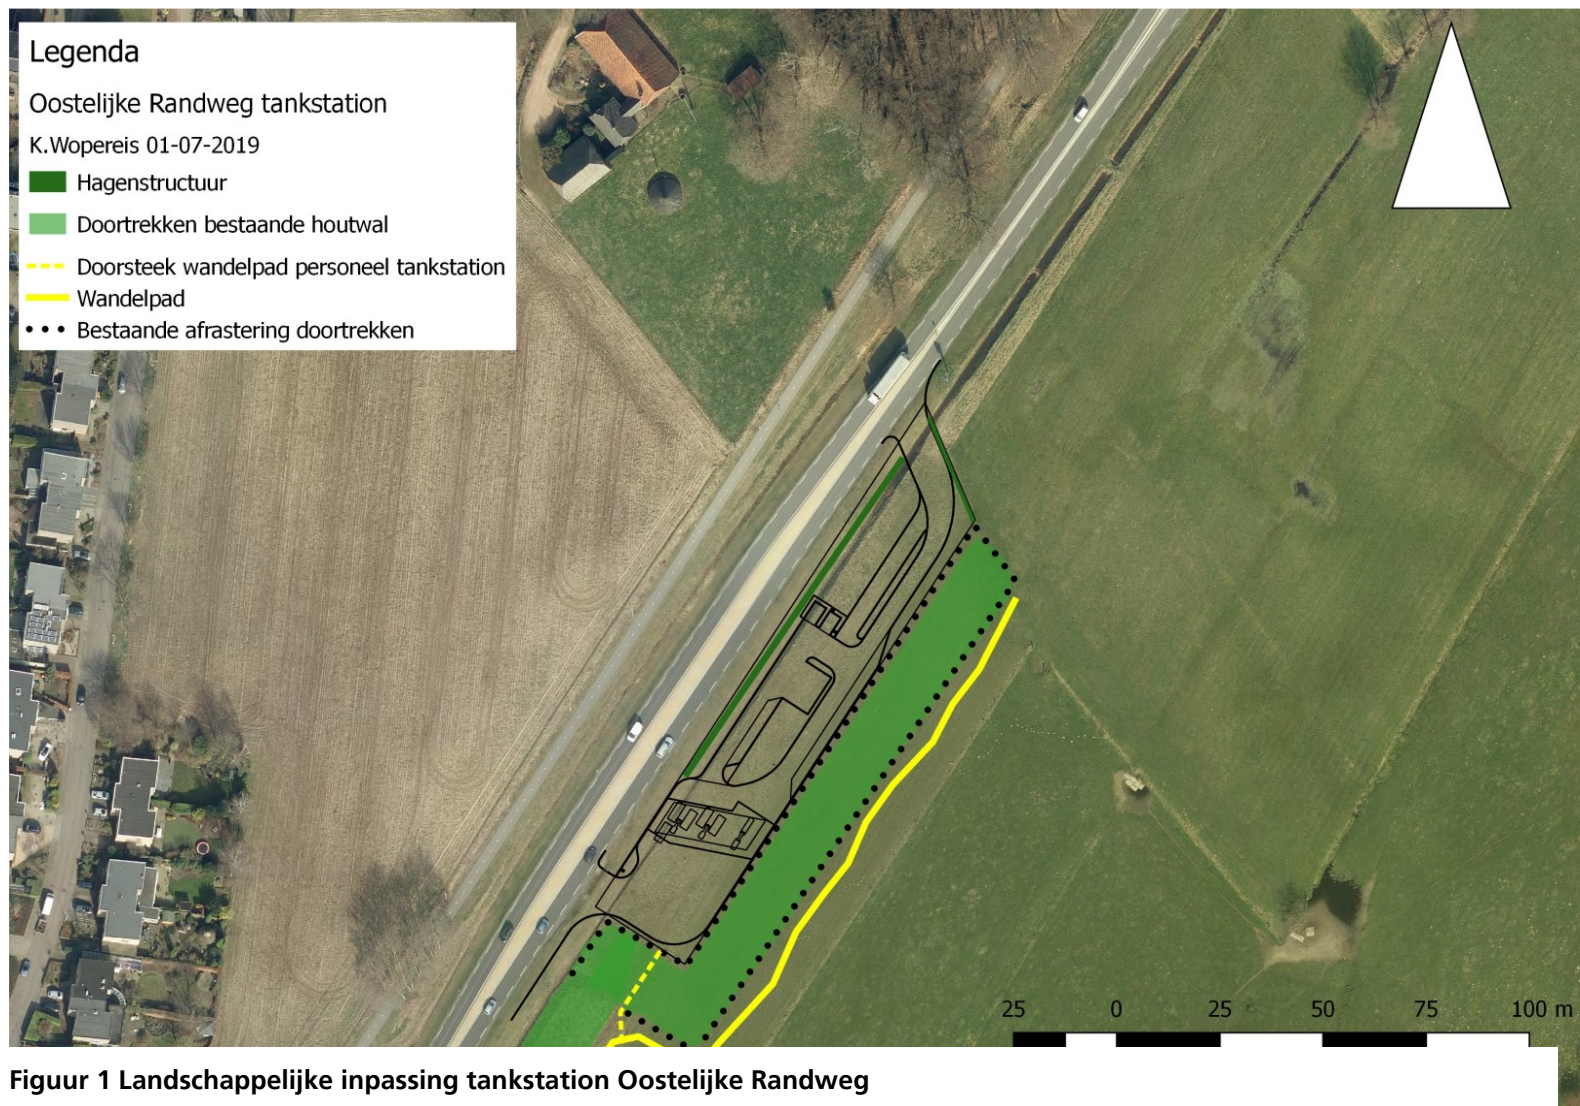 Legenda
Oostelijke Randweg tankstation
K.Wopereis 01-07-2019
Hagenstructuur
Doortrekken bestaande houtwal
Doorsteek wandelpad personeel tankstation
Wandelpad
Bestaande afrastering doortrekken
25 0 25 50 75 100 m
Figuur 1 Landschappelijke inpassing tankstation Oostelijke Randweg